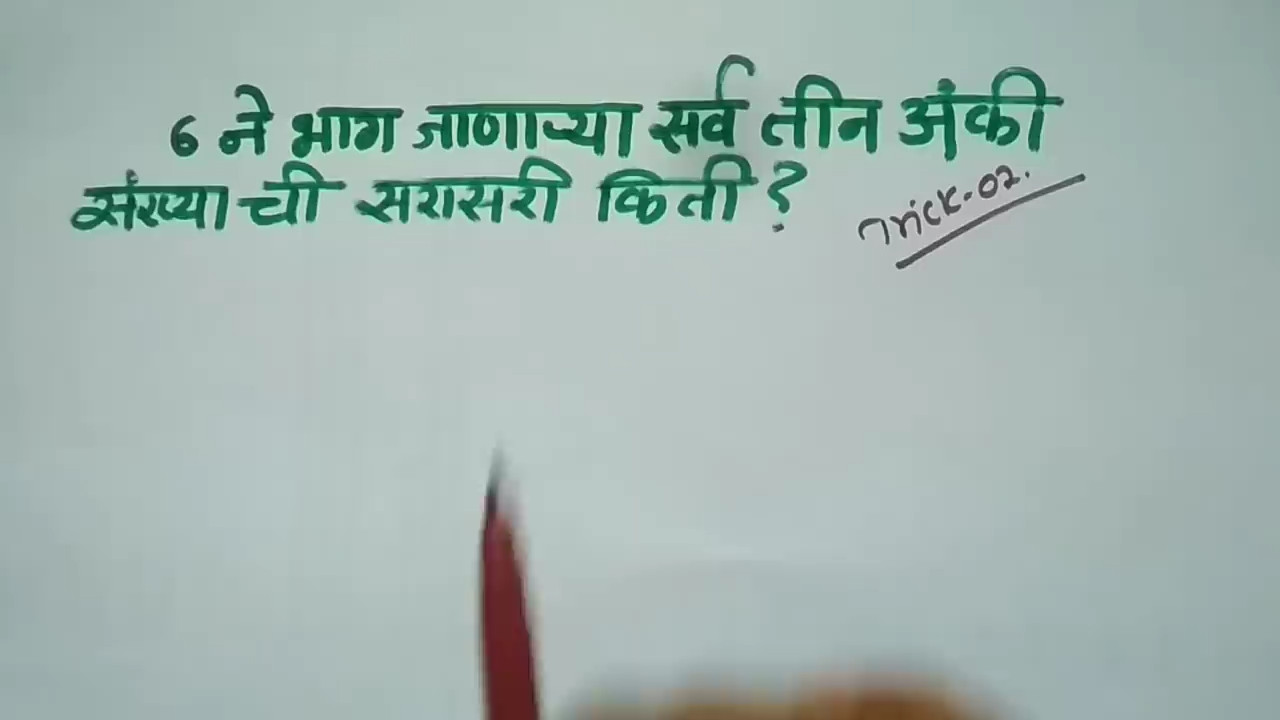 6 ने भाग जाणाऱ्या सर्व तीन अंकी
संख्या ची सरासरी किती ?
Trick-02.